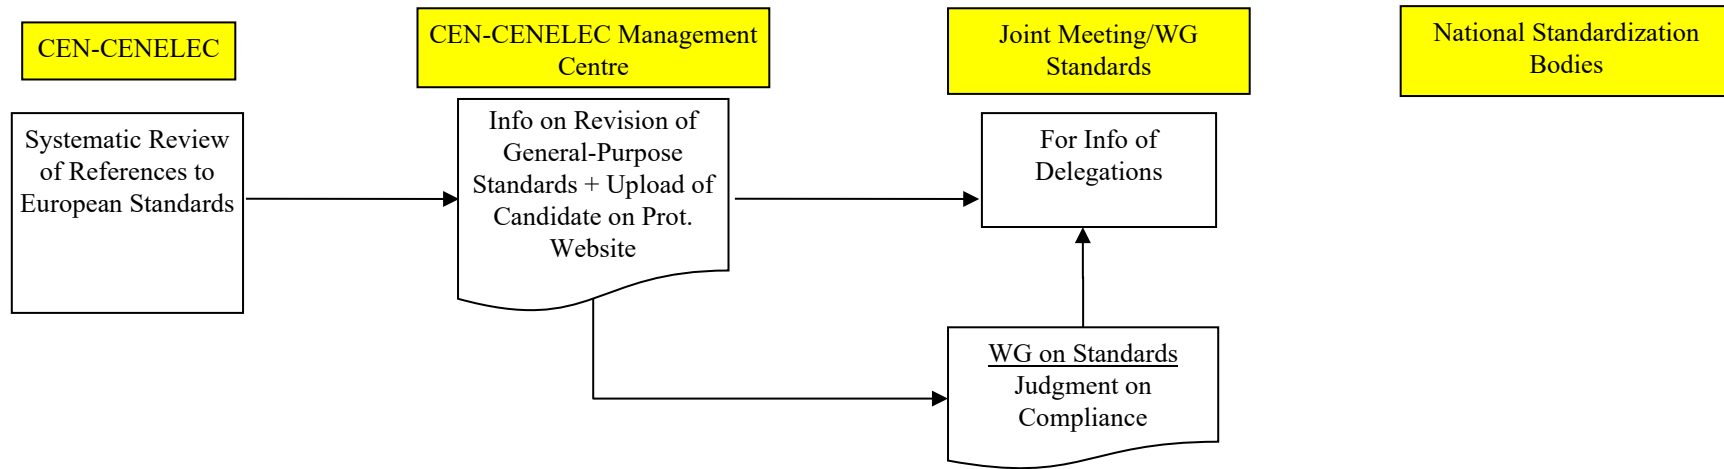 CEN-CENELEC
CEN-CENELEC Management
Centre
Joint Meeting/WG
Standards
National Standardization
Bodies
Systematic Review
of References to
European Standards
Info on Revision of
General-Purpose
Standards + Upload of
Candidate on Prot.
Website
For Info of
Delegations
WG on Standards
Judgment on
Compliance